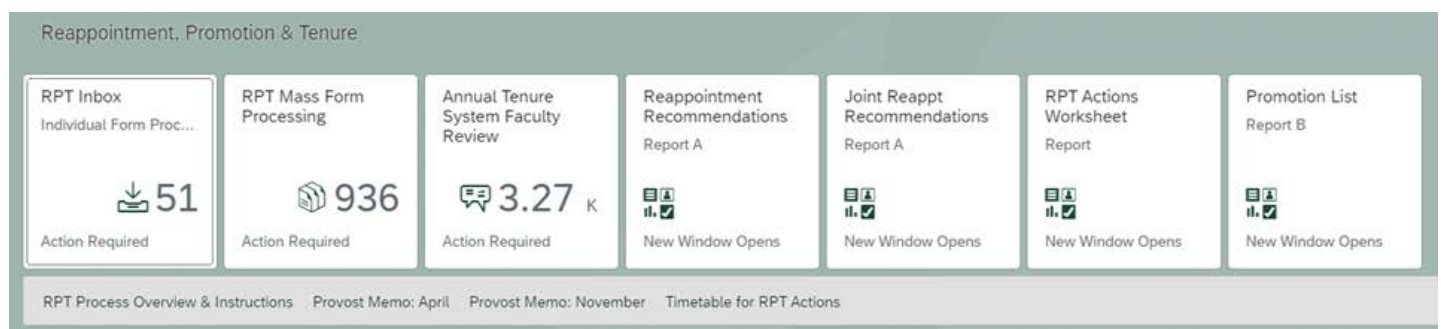 Reappointment, Promotion & Tenure
RPT Inbox
Individual Form Proc...
51
Action Required
RPT Mass Form
Processing
936
Action Required
Annual Tenure
System Faculty
Review
3.27 K
Action Required
Reappointment
Recommendations
Report A
New Window Opens
Joint Reappt
Recommendations
Report A
New Window Opens
RPT Actions
Worksheet
Report
New Window Opens
Promotion List
Report B
New Window Opens
RPT Process Overview & Instructions Provost Memo: April Provost Memo: November Timetable for RPT Actions